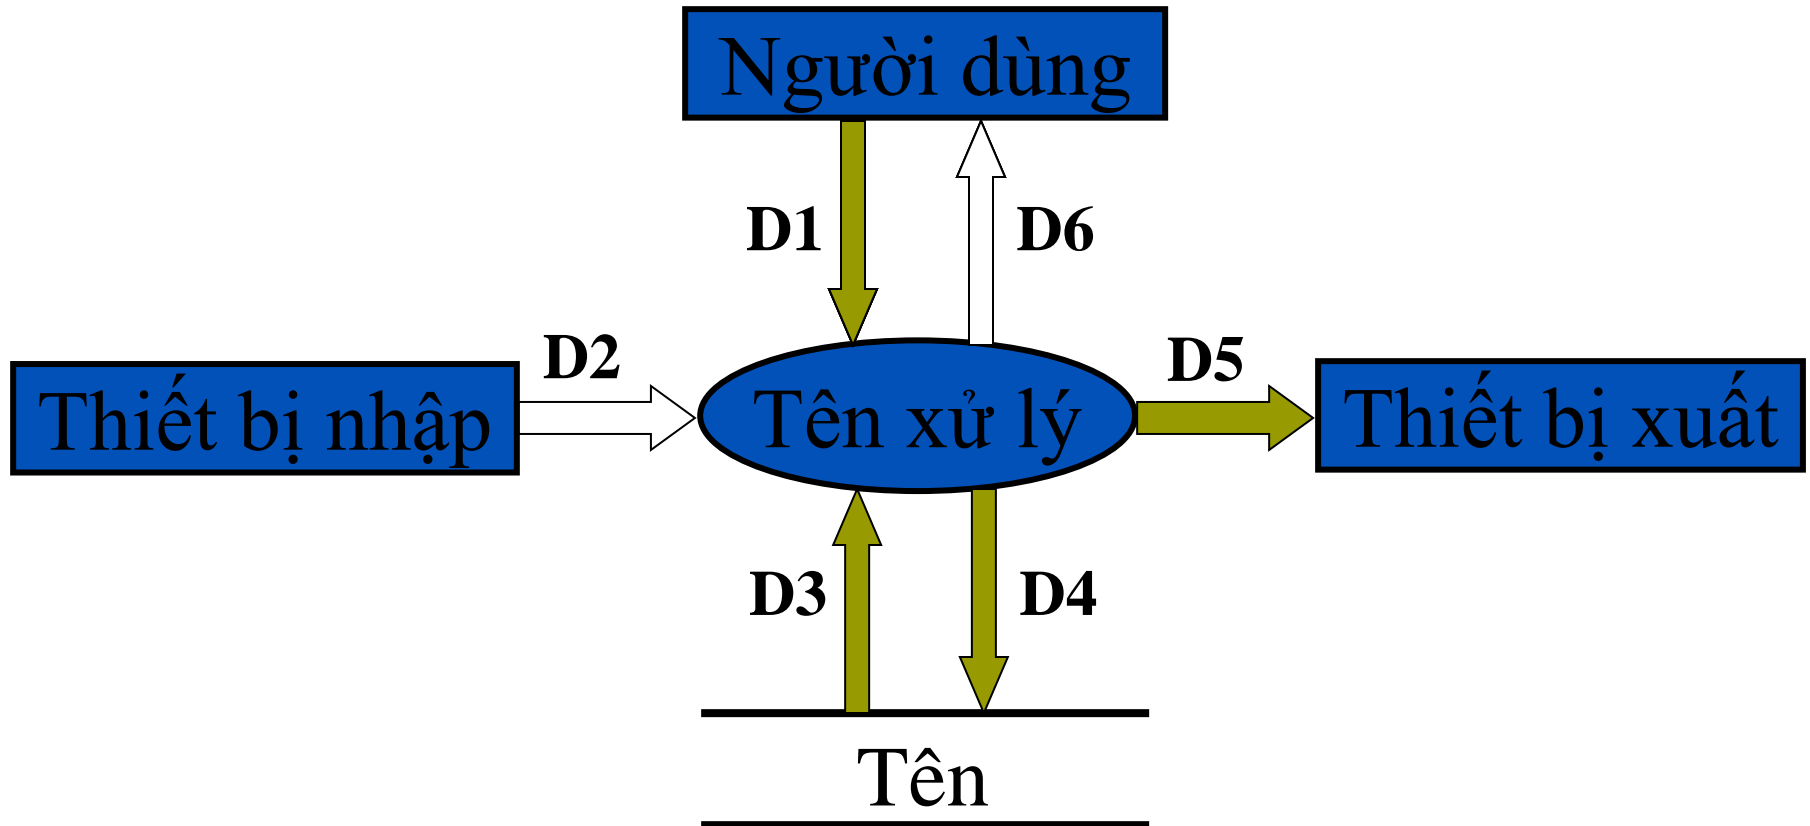 Người dùng
D1
D6
D2
D5
Thiết bị nhập
Tên xử lý
Thiết bị xuất
D3
D4
Tên